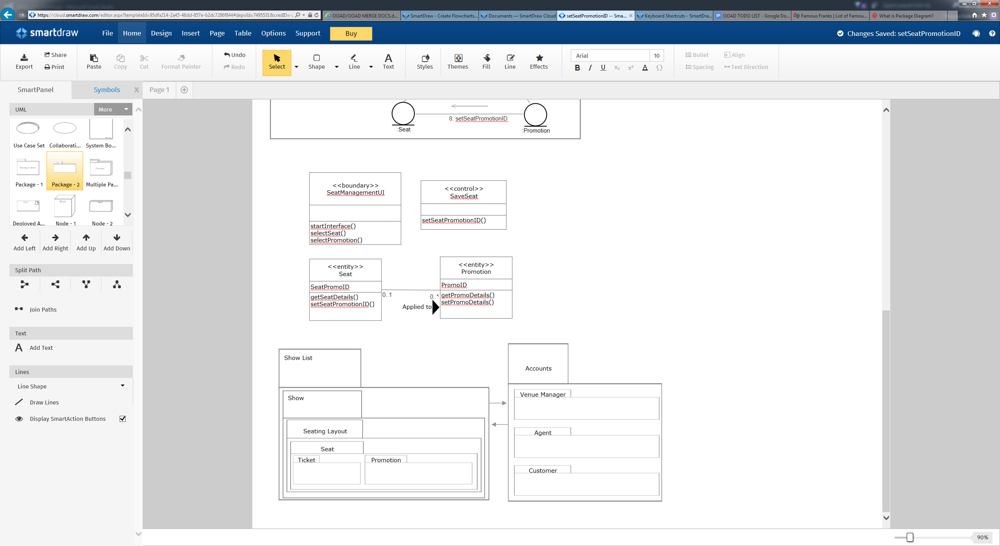 https://cloud.smartdraw.com/editor.aspx?templateId=95dfa214-2a45-46dd-857e-b2dc7286f844#depoId=7495531&credID=-
OOAD/OOAD MERGE DOCS.d...
SmartDraw - Create Flowcharts...
Documents — SmartDraw Cloud
setSeatPromotionID -- Sma...
Keyboard Shortcuts - SmartDra...
OOAD TODO LIST - Google Do...
Famous Franks | List of Famou...
What is Package Diagram?
smartdraw
File
Home
Design
Insert
Page
Table
Options
Support
Buy
Changes Saved: setSeatPromotionID
Export
Share
Print
Paste
Copy
Cut
Format Painter
Undo
Redo
Select
Shape
Line
Text
Styles
Themes
Fill
Line
Effects
Arial
10
B I U x₂ x² A Ω
Bullet
Align
Spacing
Text Direction
SmartPanel
Symbols
X
Page 1
UML
More
Use Case Set
Collaborati...
System Bo...
Package - 1
Package - 2
Multiple Pa...
Deployed A...
Node - 1
Node - 2
Add Left
Add Right
Add Up
Add Down
Split Path
Join Paths
Text
A Add Text
Lines
Line Shape
Draw Lines
Display SmartAction Buttons
8: setSeatPromotionID
:Seat
:Promotion
<<boundary>>
SeatManagementUI
startInterface()
selectSeat()
selectPromotion()
<<control>>
SaveSeat
setSeatPromotionID()
<<entity>>
Seat
SeatPromoID
getSeatDetails()
setSeatPromotionID()
0..1
0..*
Applied to
<<entity>>
Promotion
PromoID
getPromoDetails()
setPromoDetails()
Show List
Show
Seating Layout
Seat
Ticket
Promotion
Accounts
Venue Manager
Agent
Customer
90%